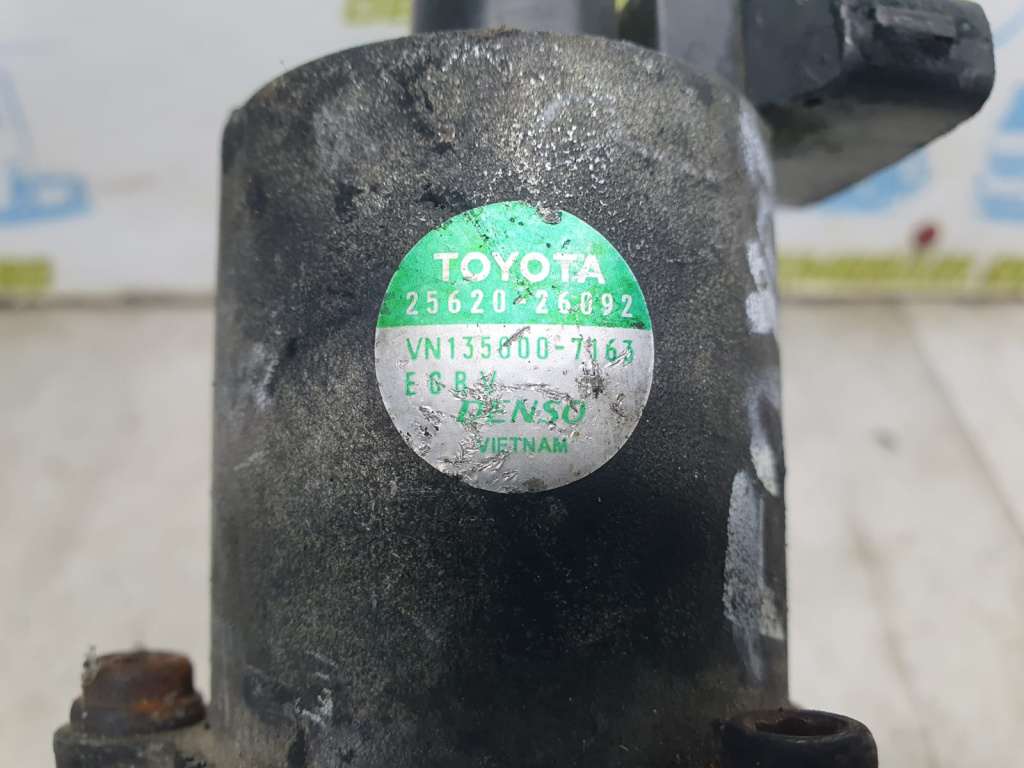 TOYOTA
25620-26092
VN135000-7163
EGRV
DENSO
VIETNAM